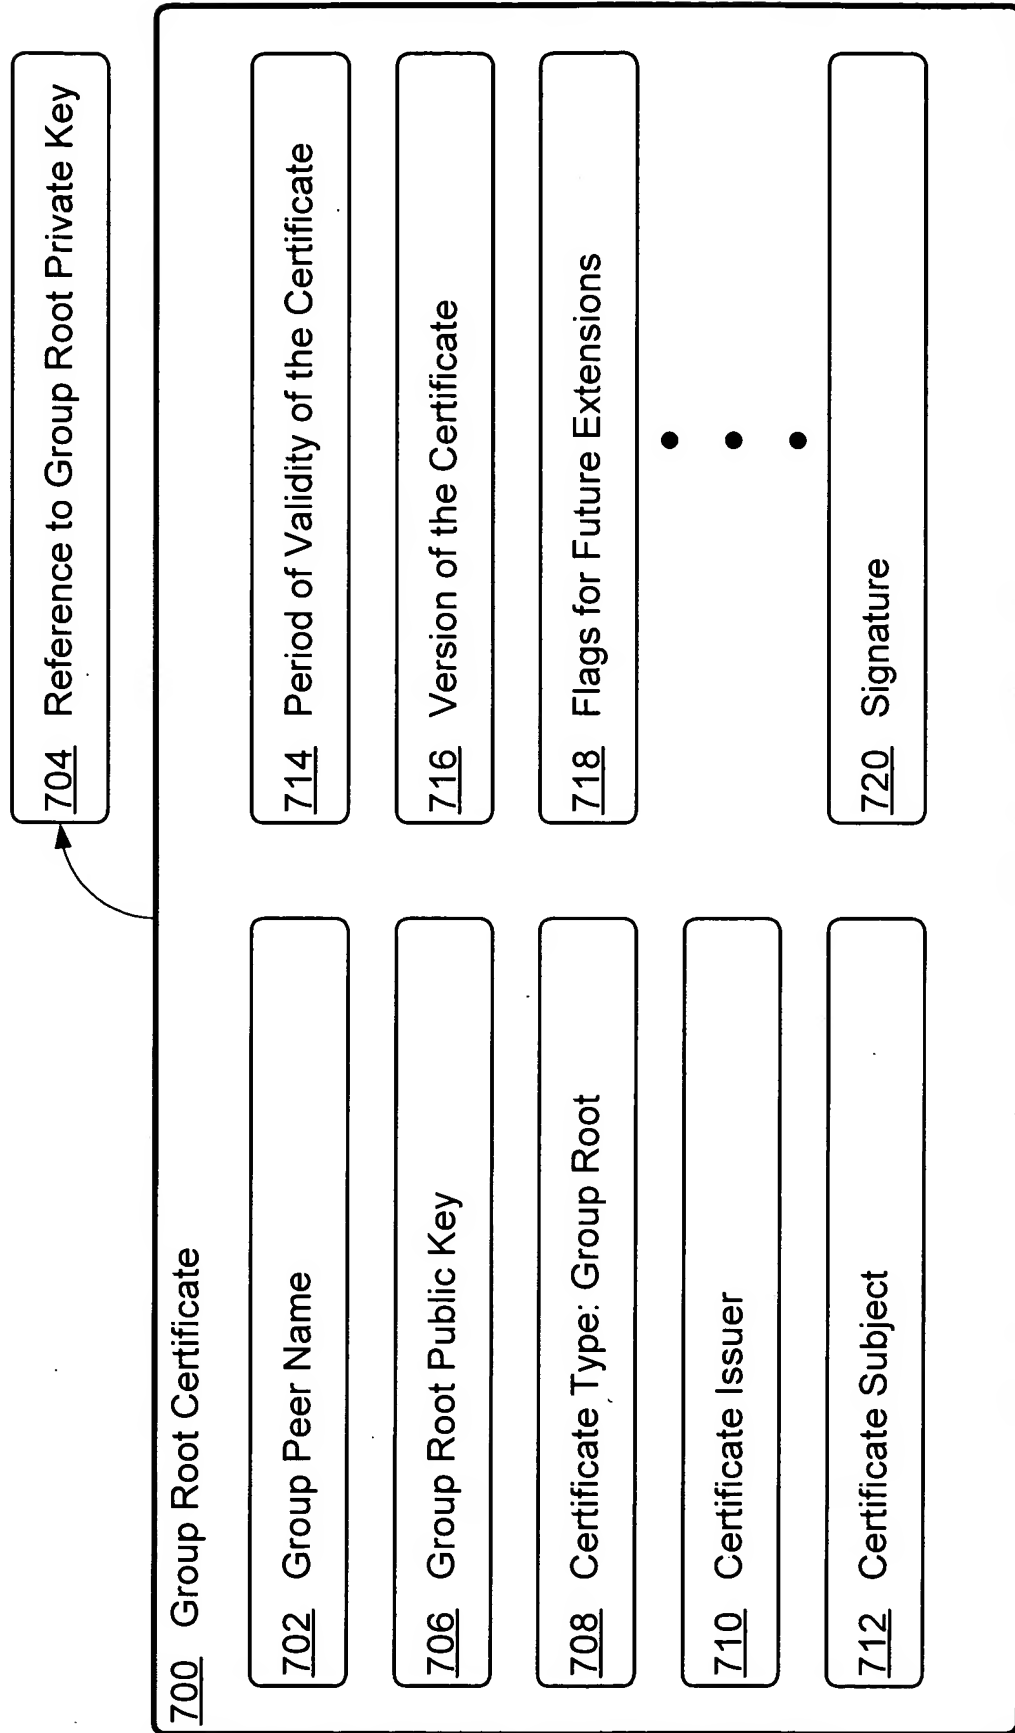 704 Reference to Group Root Private Key
700 Group Root Certificate
702 Group Peer Name
706 Group Root Public Key
708 Certificate Type: Group Root
710 Certificate Issuer
712 Certificate Subject
714 Period of Validity of the Certificate
716 Version of the Certificate
718 Flags for Future Extensions
720 Signature